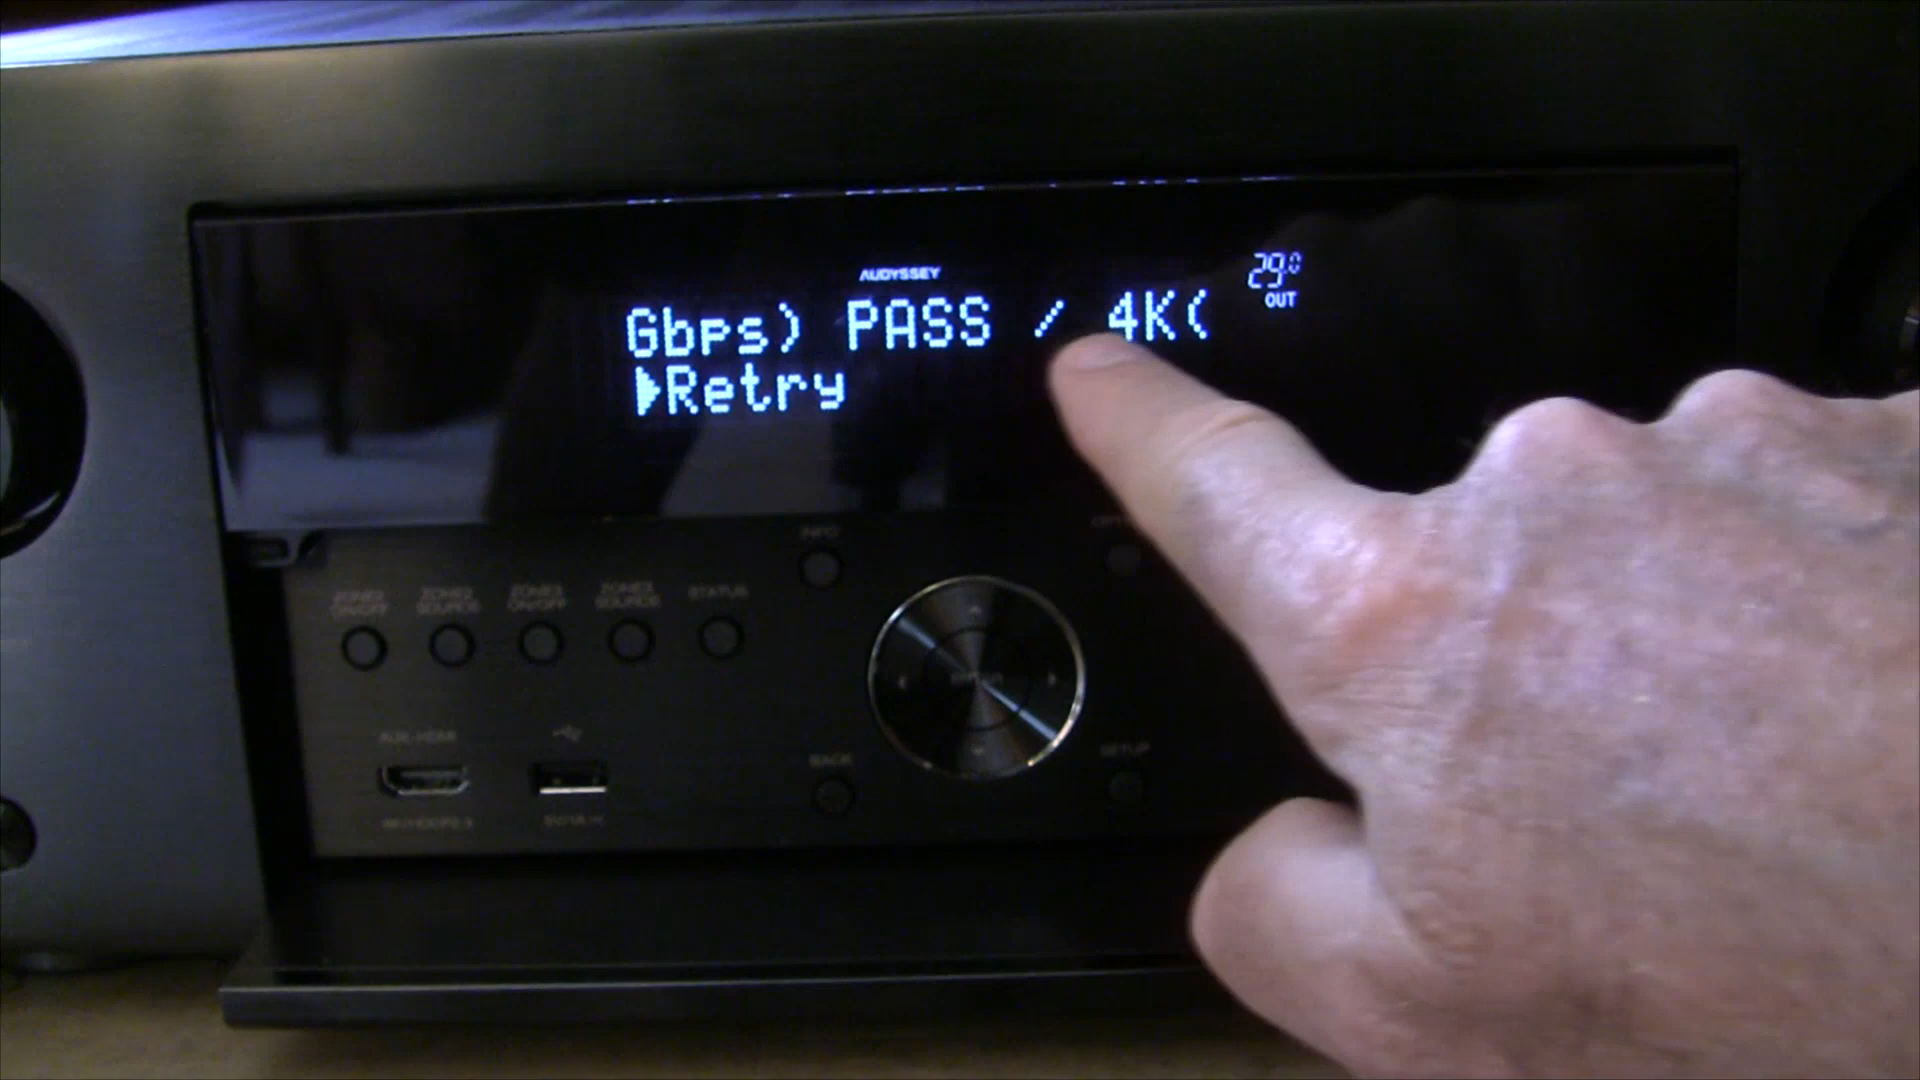 AUDYSSEY
29.0
OUT
Gbps) PASS / 4K(
▶Retry
INFO
ZONE2 ON/OFF
ZONE2 SOURCE
ZONE3 ON/OFF
ZONE3 SOURCE
STATUS
AUX-HDMI
BACK
SETUP